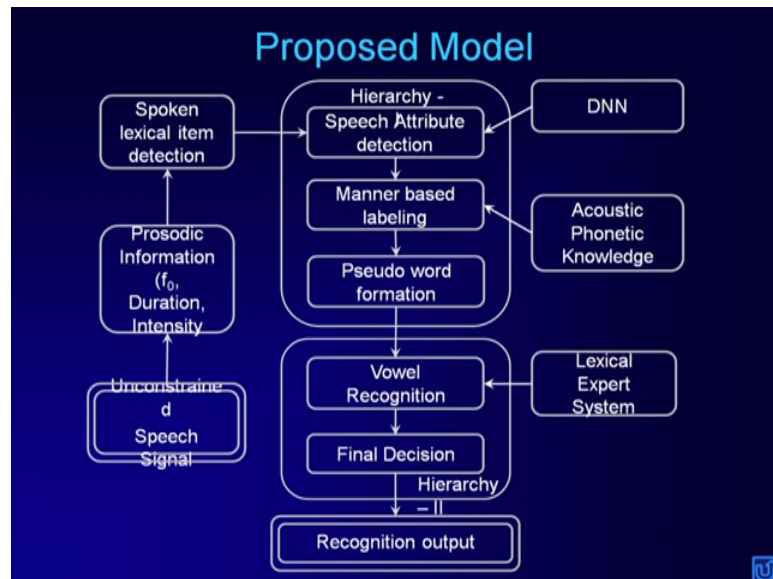 Proposed Model
Spoken
lexical item
detection
Prosodic
Information
(f₀,
Duration,
Intensity
Unconstraine
d
Speech
Signal
Hierarchy -
I
Speech Attribute
detection
Manner based
labeling
Pseudo word
formation
DNN
Acoustic
Phonetic
Knowledge
Vowel
Recognition
Final Decision
Hierarchy
– II
Lexical
Expert
System
Recognition output